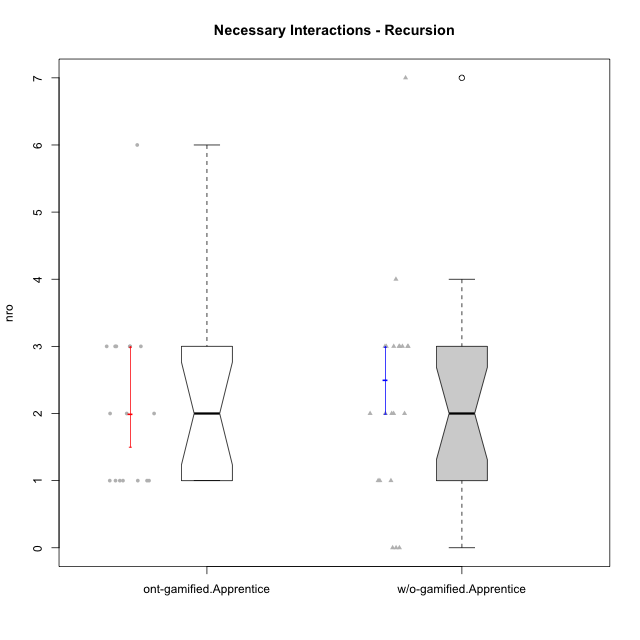 Necessary Interactions - Recursion
7
6
5
4
3
2
1
0
nro
ont-gamified.Apprentice
w/o-gamified.Apprentice